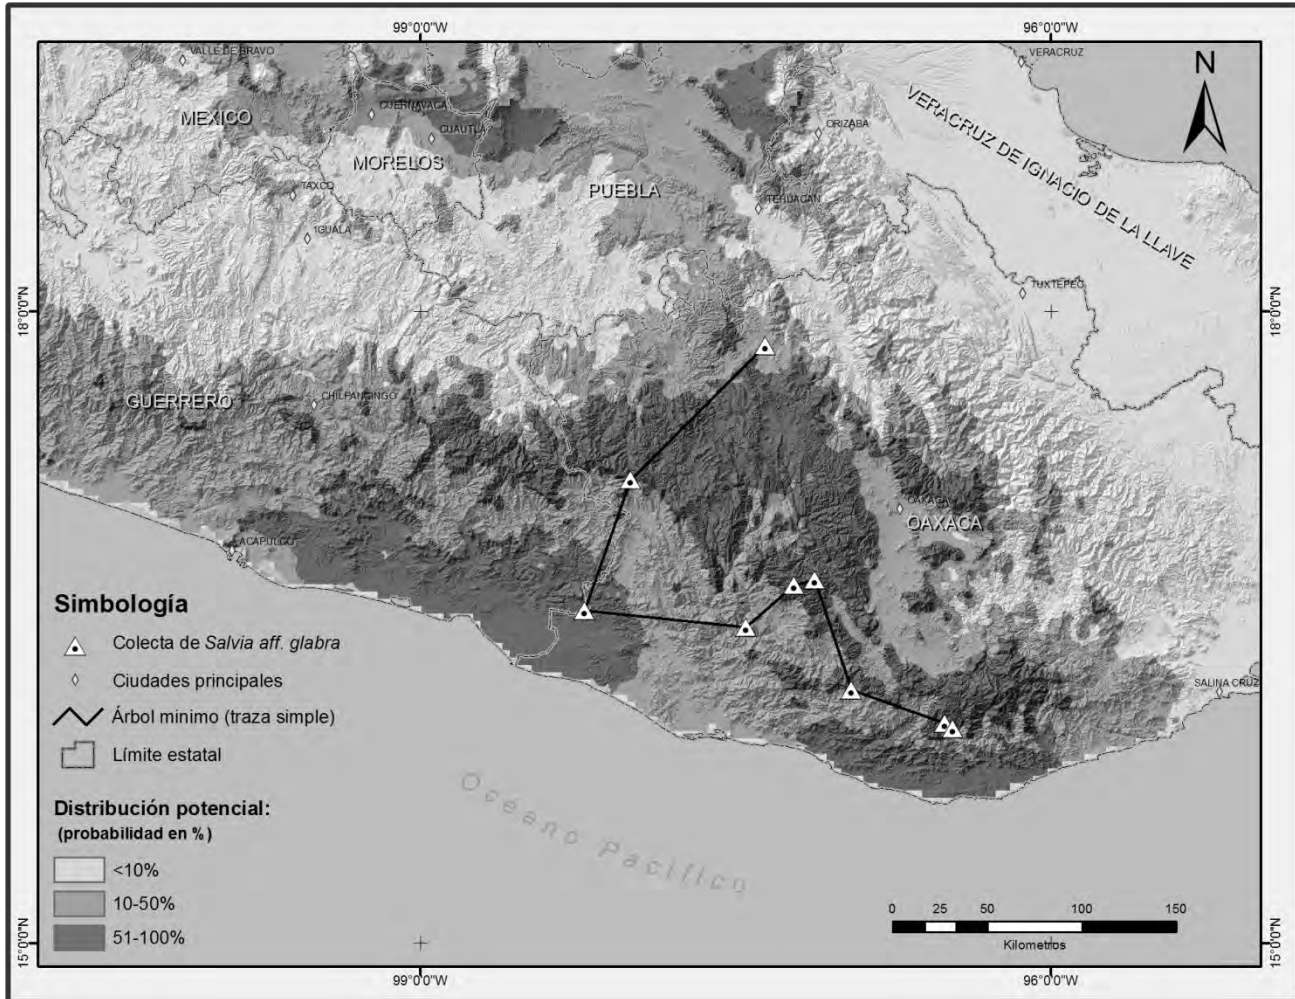 99°0'0"W
96°0'0"W
VALLE DE BRAVO
VERACRUZ
N
MEXICO
CUERNAVACA
CUAUTLA
ORIZABA
VERACRUZ DE IGNACIO DE LA LLAVE
MORELOS
TAXCO
PUEBLA
TEHUACAN
IGUALA
TUXTEPEC
18°0'0"N
18°0'0"N
GUERRERO
CHILPANCINGO
OAXACA
OAXACA
ACAPULCO
Simbología
Colecta de Salvia aff. glabra
Ciudades principales
SALINA CRUZ
Árbol minimo (traza simple)
Límite estatal
Océano Pacífico
Distribución potencial:
(probabilidad en %)
<10%
10-50%
51-100%
0 25 50 100 150
Kilometros
15°0'0"N
15°0'0"N
99°0'0"W
96°0'0"W